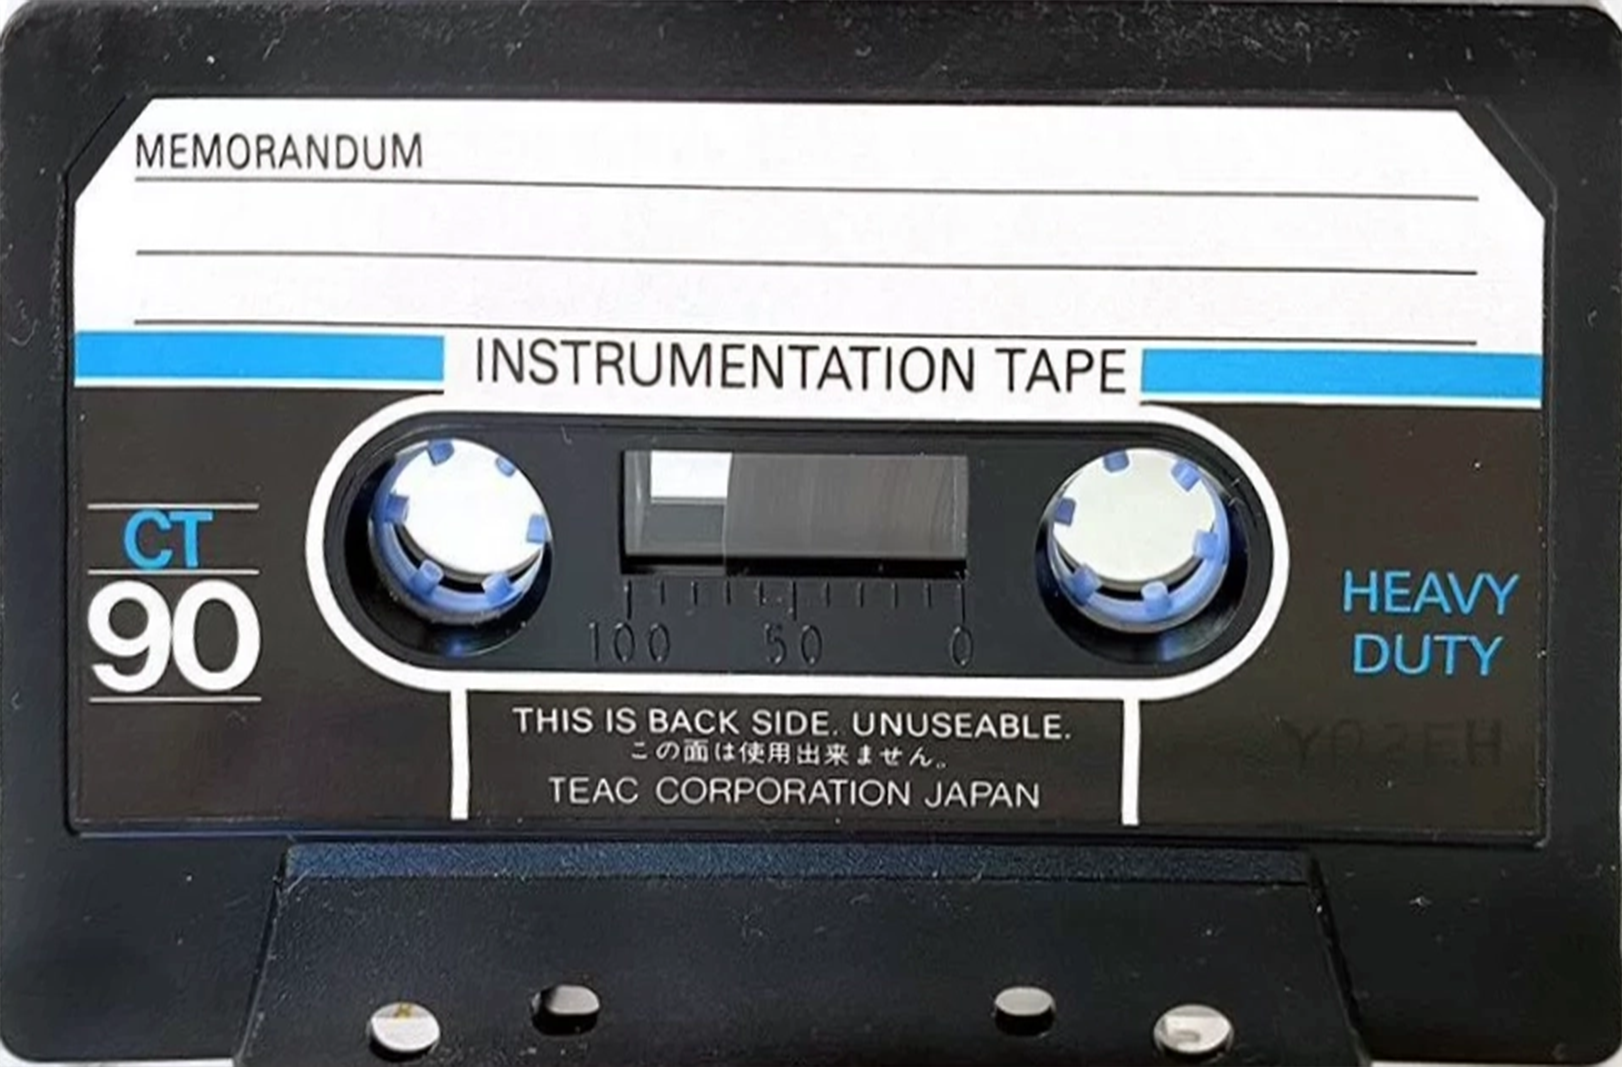 MEMORANDUM
INSTRUMENTATION TAPE
CT
90
100 50 0
HEAVY
DUTY
THIS IS BACK SIDE. UNUSEABLE.
この面は使用出来ません。
TEAC CORPORATION JAPAN